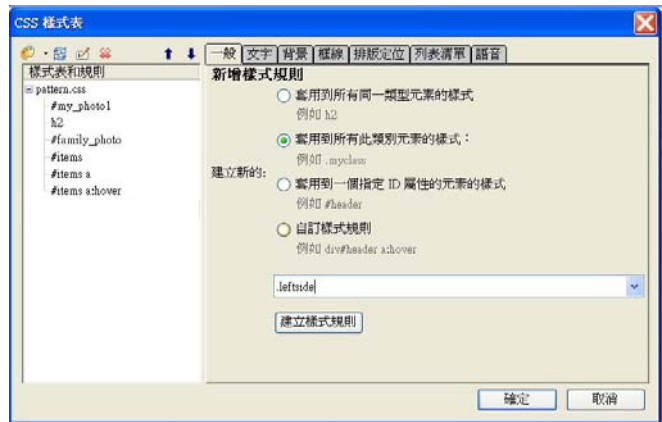 CSS 樣式表
一般 文字 背景 框線 排版定位 列表清單 語音
樣式表和規則
pattern.css
#my_photo1
h2
#family_photo
#items
#items a
#items a:hover
新增樣式規則
建立新的:
套用到所有同一類型元素的樣式
例如 h2
套用到所有此類別元素的樣式：
例如 .myclass
套用到一個指定 ID 屬性的元素的樣式
例如 #header
自訂樣式規則
例如 div#header a:hover
.leftside
建立樣式規則
確定 取消